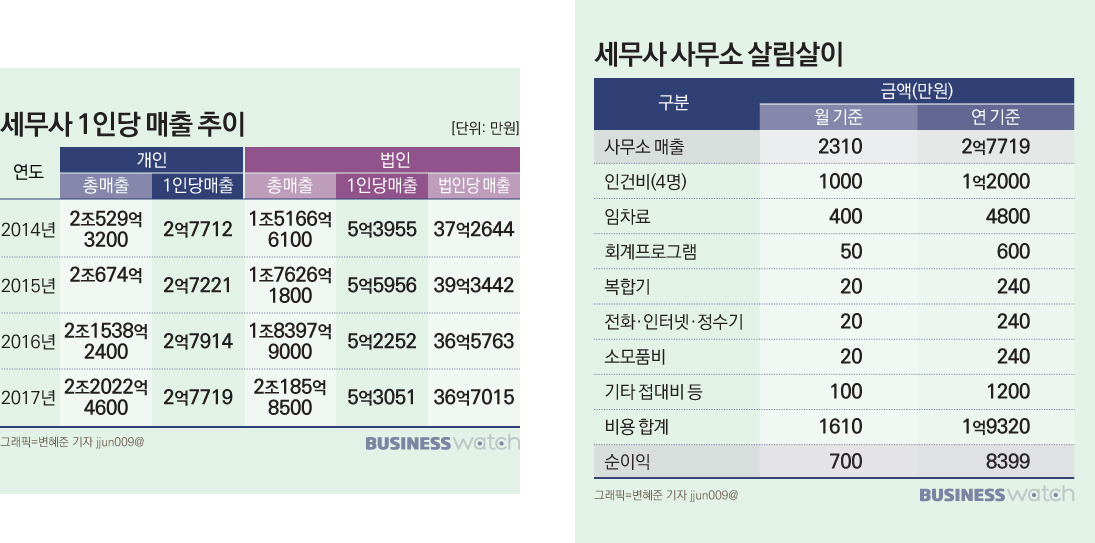 세무사 1인당 매출 추이
[단위: 만원]
연도 개인 법인
총매출 1인당매출 총매출 1인당매출 법인당 매출
2014년 2조529억 3200 2억7712 1조5166억 6100 5억3955 37억2644
2015년 2조674억 2억7221 1조7626억 1800 5억5956 39억3442
2016년 2조1538억 2400 2억7914 1조8397억 9000 5억2252 36억5763
2017년 2조2022억 4600 2억7719 2조185억 8500 5억3051 36억7015
그래픽=변혜준 기자 jjun009@
BUSINESS watch
세무사 사무소 살림살이
구분 금액(만원)
월 기준 연 기준
사무소 매출 2310 2억7719
인건비(4명) 1000 1억2000
임차료 400 4800
회계프로그램 50 600
복합기 20 240
전화·인터넷·정수기 20 240
소모품비 20 240
기타 접대비 등 100 1200
비용 합계 1610 1억9320
순이익 700 8399
그래픽=변혜준 기자 jjun009@
BUSINESS watch